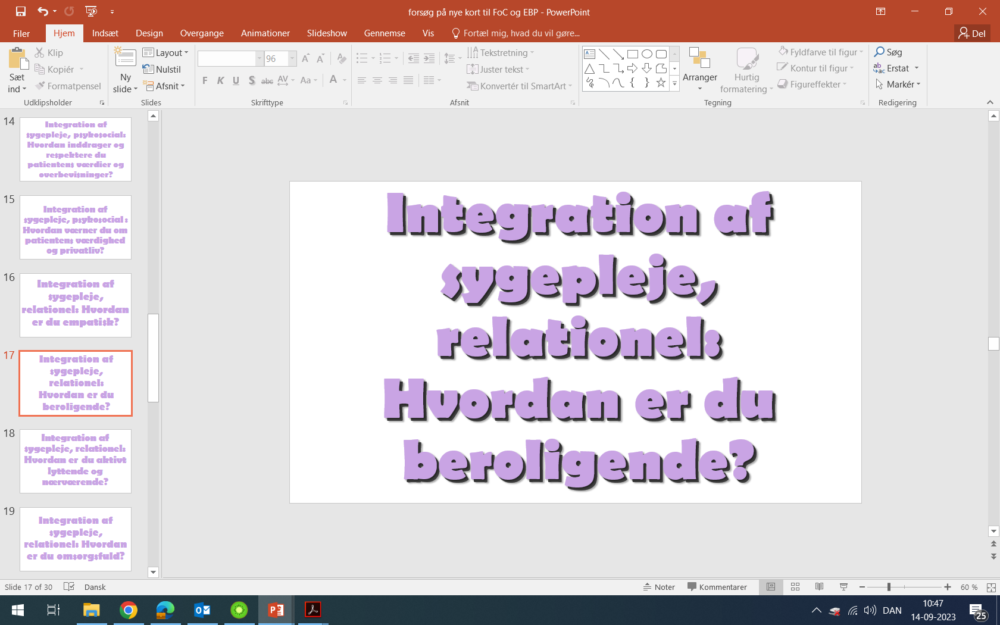 forsøg på nye kort til FoC og EBP - PowerPoint
Filer Hjem Indsæt Design Overgange Animationer Slideshow Gennemse Vis Fortæl mig, hvad du vil gøre... Del
Sæt ind
Klip
Kopiér
Formatpensel
Udklipsholder
Ny slide
Layout
Nulstil
Afsnit
Slides
96
F K U S abc AV Aa A
Skrifttype
Tekstretning
Juster tekst
Konvertér til SmartArt
Afsnit
Arranger
Hurtig formatering
Fyldfarve til figur
Kontur til figur
Figureffekter
Tegning
Søg
Erstat
Markér
Redigering
14
Integration af
sygepleje, psykosocial:
Hvordan inddrager og
respektere du
patientens værdier og
overbevisninger?
15
Integration af
sygepleje, psykosocial :
Hvordan værner du om
patientens værdighed
og privatliv?
16
Integration af
sygepleje,
relationel: Hvordan
er du empatisk?
17
Integration af
sygepleje,
relationel:
Hvordan er du
beroligende?
18
Integration af
sygepleje, relationel:
Hvordan er du aktivt
lyttende og
nærværende?
19
Integration af
sygepleje,
relationel: Hvordan
er du omsorgsfuld?
Integration af
sygepleje,
relationel:
Hvordan er du
beroligende?
Slide 17 of 30 Dansk Noter Kommentarer 60 %
DAN
10:47
14-09-2023
25